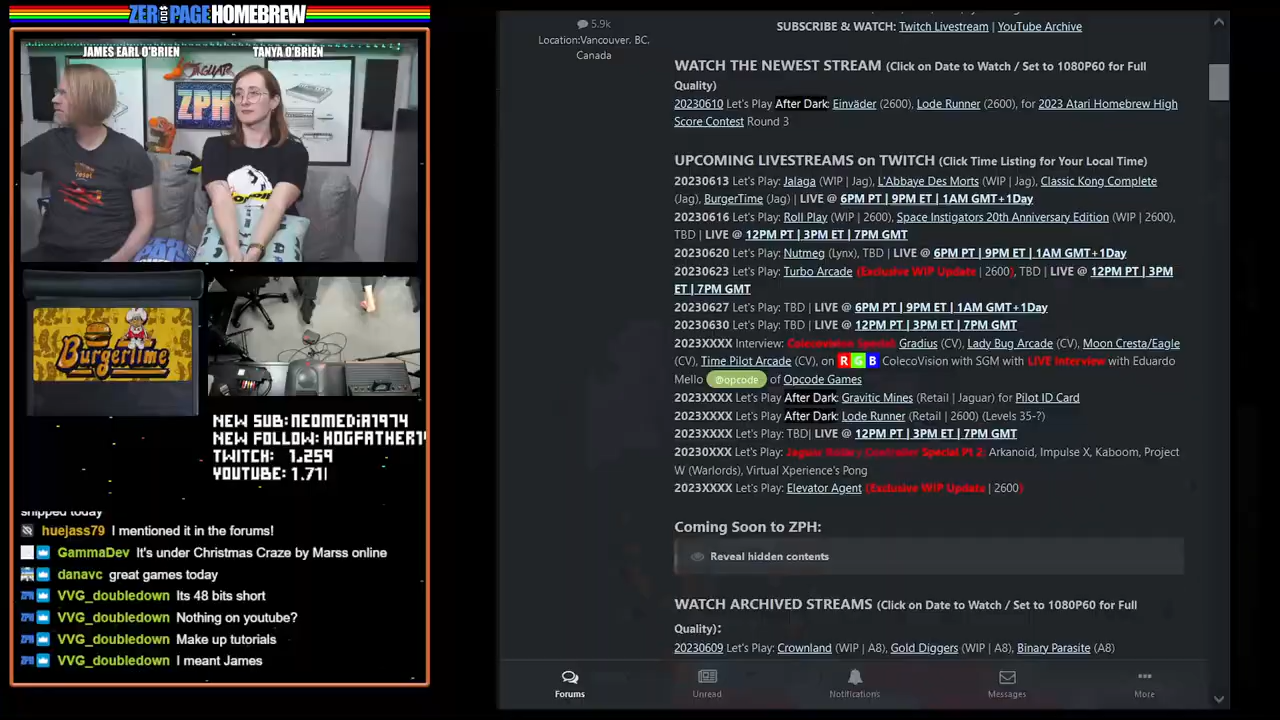 ZERO PAGE HOMEBREW
JAMES EARL O'BRIEN
TANYA O'BRIEN
JAGUAR
ZPH
BurgerTime
NEW SUB: NEOMEDIA1974
NEW FOLLOW: HOGFATHER14
TWITCH: 1,259
YOUTUBE: 1.71
shipped today
huejass79 I mentioned it in the forums!
GammaDev It's under Christmas Craze by Marss online
danavc great games today
VVG_doubledown Its 48 bits short
VVG_doubledown Nothing on youtube?
VVG_doubledown Make up tutorials
VVG_doubledown I meant James
5.9k
Location:Vancouver. BC.
Canada
SUBSCRIBE & WATCH: Twitch Livestream | YouTube Archive
WATCH THE NEWEST STREAM (Click on Date to Watch / Set to 1080P60 for Full
Quality)
20230610 Let's Play After Dark: Einväder (2600), Lode Runner (2600), for 2023 Atari Homebrew High
Score Contest Round 3
UPCOMING LIVESTREAMS on TWITCH (Click Time Listing for Your Local Time)
20230613 Let's Play: Jalaga (WIP | Jag), L'Abbaye Des Morts (WIP | Jag), Classic Kong Complete
(Jag), BurgerTime (Jag) | LIVE @ 6PM PT | 9PM ET | 1AM GMT+1Day
20230616 Let's Play: Roll Play (WIP | 2600), Space Instigators 20th Anniversary Edition (WIP | 2600),
TBD | LIVE @ 12PM PT | 3PM ET | 7PM GMT
20230620 Let's Play: Nutmeg (Lynx), TBD | LIVE @ 6PM PT | 9PM ET | 1AM GMT+1Day
20230623 Let's Play: Turbo Arcade (Exclusive WIP Update | 2600), TBD | LIVE @ 12PM PT | 3PM
ET | 7PM GMT
20230627 Let's Play: TBD | LIVE @ 6PM PT | 9PM ET | 1AM GMT+1Day
20230630 Let's Play: TBD | LIVE @ 12PM PT | 3PM ET | 7PM GMT
2023XXXX Interview: Colecovision Special: Gradius (CV), Lady Bug Arcade (CV), Moon Cresta/Eagle
(CV), Time Pilot Arcade (CV), on R G B ColecoVision with SGM with LIVE Interview with Eduardo
Mello @opcode of Opcode Games
2023XXXX Let's Play After Dark: Gravitic Mines (Retail | Jaguar) for Pilot ID Card
2023XXXX Let's Play After Dark: Lode Runner (Retail | 2600) (Levels 35-?)
2023XXXX Let's Play: TBD| LIVE @ 12PM PT | 3PM ET | 7PM GMT
20230XXX Let's Play: Jaguar Rotary Controller Special Pt 2: Arkanoid, Impulse X, Kaboom, Project
W (Warlords), Virtual Xperience's Pong
2023XXXX Let's Play: Elevator Agent (Exclusive WIP Update | 2600)
Coming Soon to ZPH:
Reveal hidden contents
WATCH ARCHIVED STREAMS (Click on Date to Watch / Set to 1080P60 for Full
Quality):
20230609 Let's Play: Crownland (WIP | A8), Gold Diggers (WIP | A8), Binary Parasite (A8)
Forums
Unread
Notifications
Messages
More